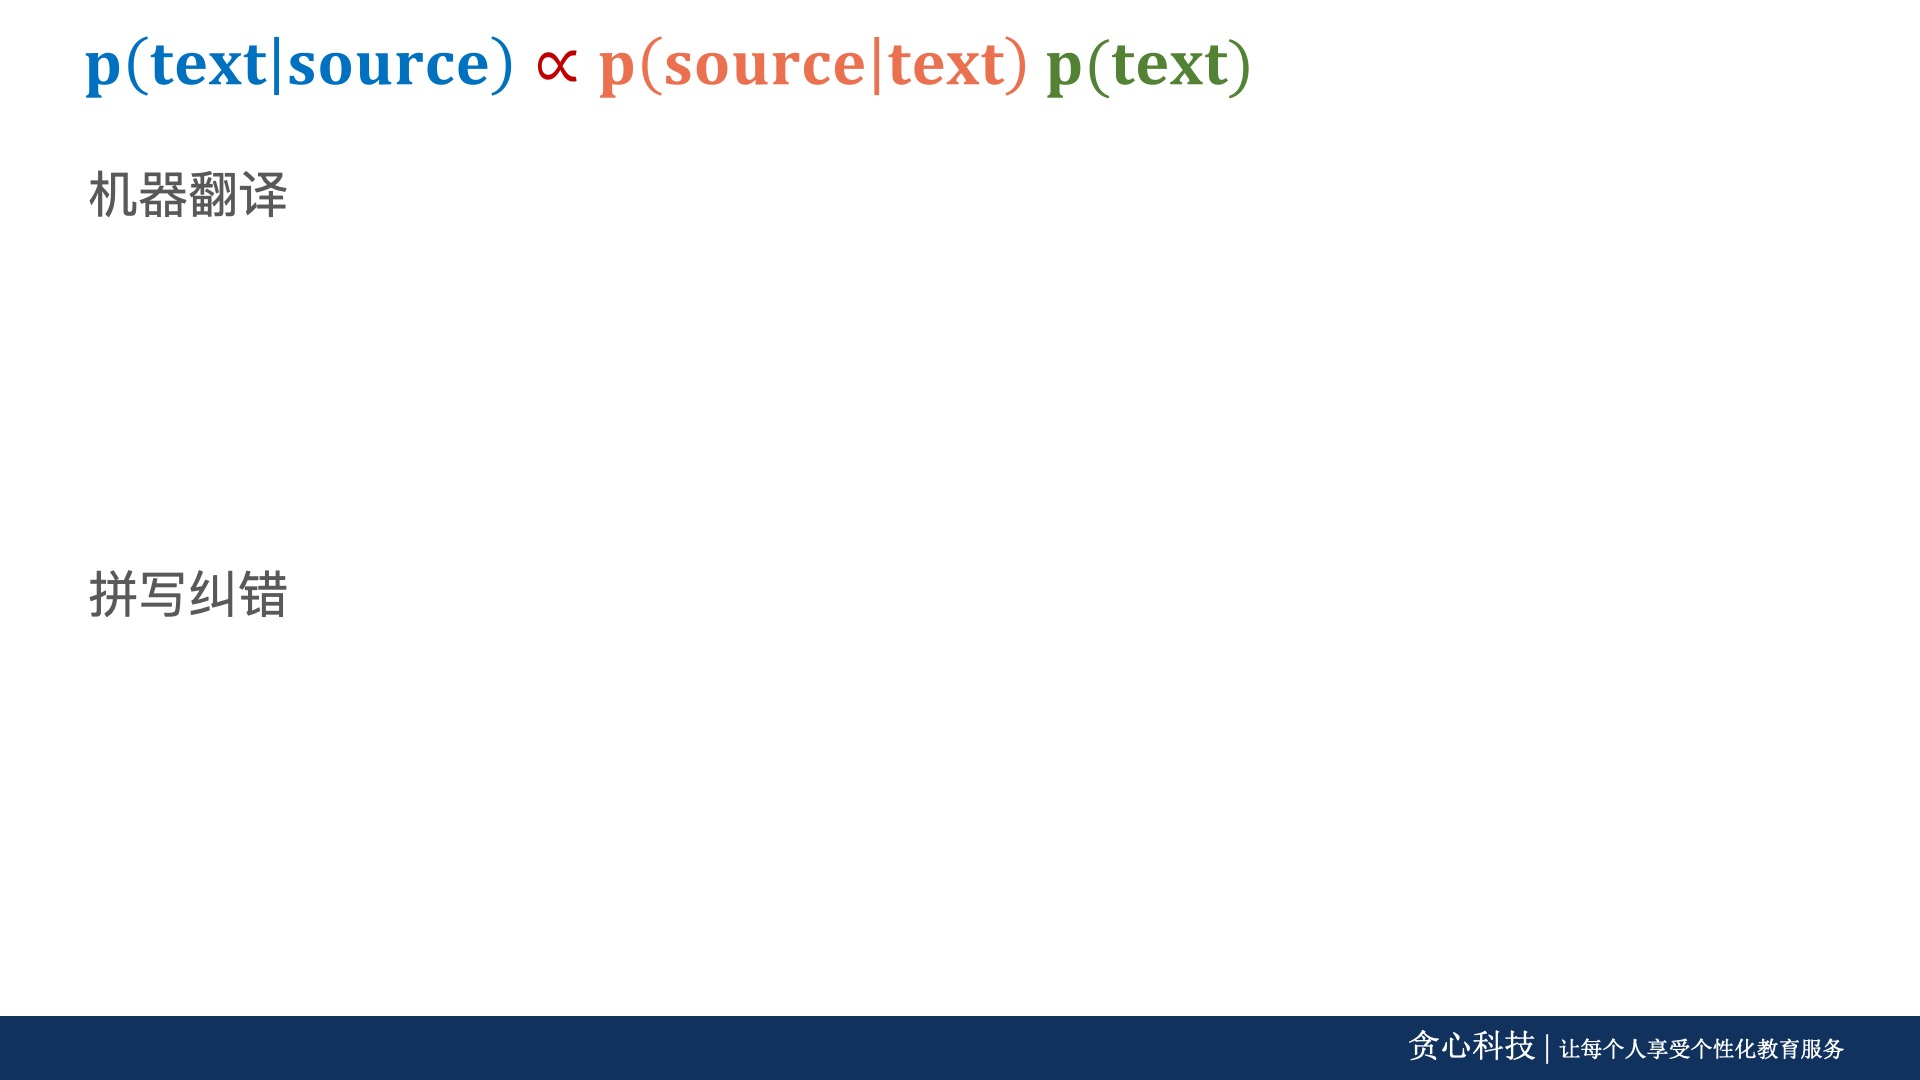 p(text|source) ∝ p(source|text) p(text)
机器翻译
拼写纠错
贪心科技 | 让每个人享受个性化教育服务